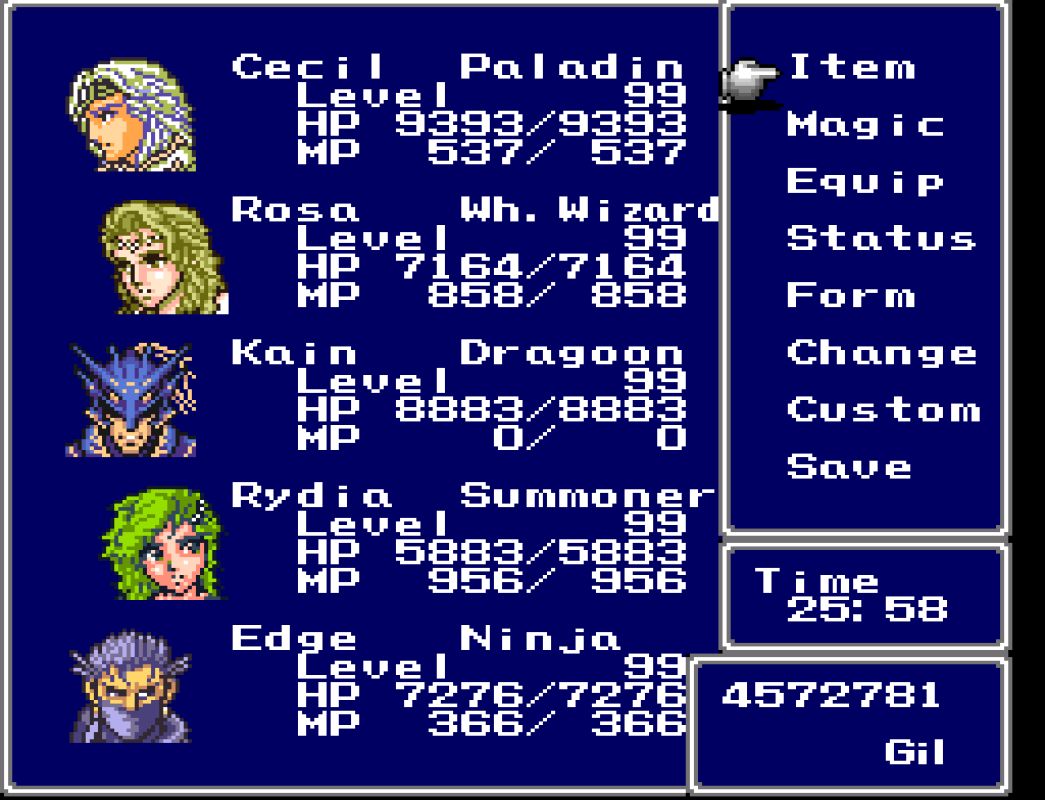 Cecil Paladin
Level 99
HP 9393/9393
MP 537/ 537
Rosa Wh. Wizard
Level 99
HP 7164/7164
MP 858/ 858
Kain Dragoon
Level 99
HP 8883/8883
MP 0/ 0
Rydia Summoner
Level 99
HP 5883/5883
MP 956/ 956
Edge Ninja
Level 99
HP 7276/7276
MP 366/ 366
Item
Magic
Equip
Status
Form
Change
Custom
Save
Time
25: 58
4572781
Gil